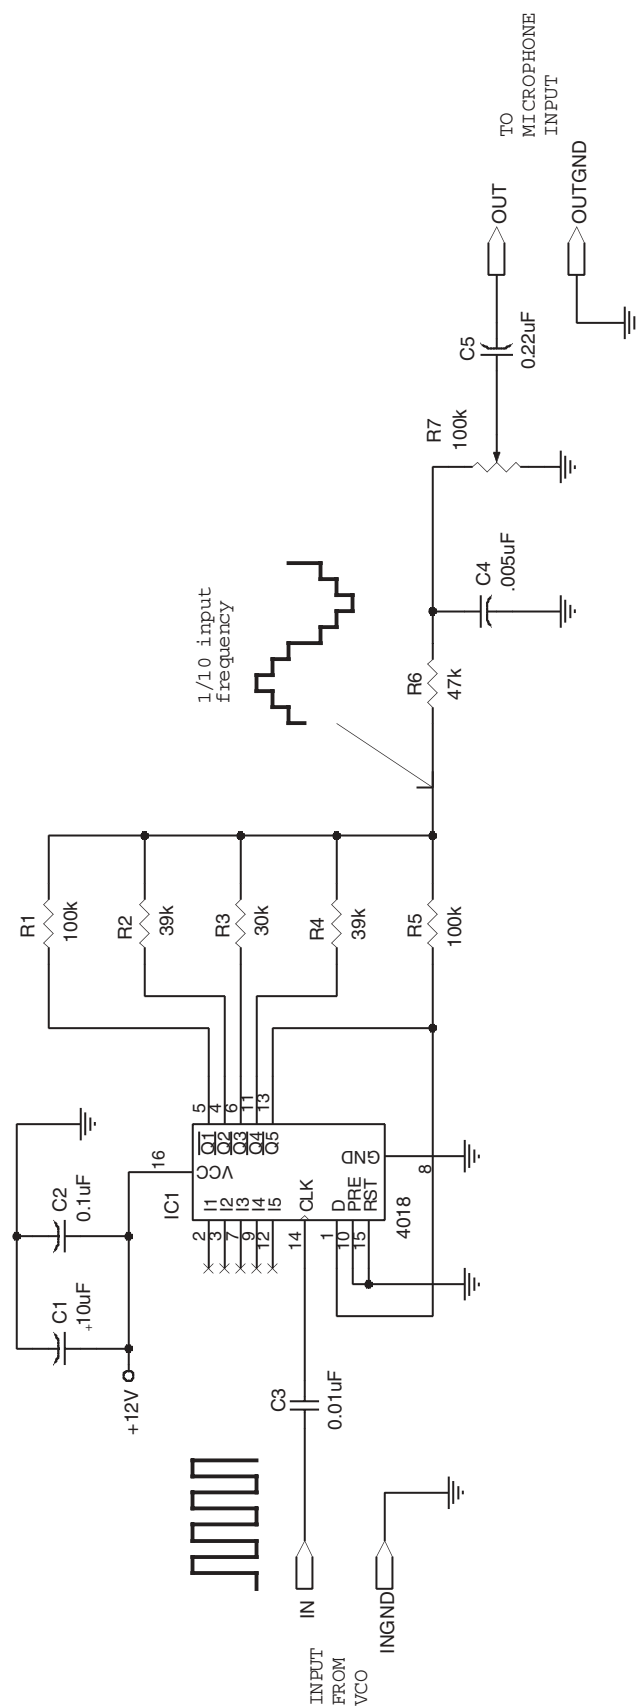 INPUT
FROM
VCO
IN
INGND
C3
0.01uF
+12V
C1
+10uF
C2
0.1uF
IC1
16
VCC
2
3
7
9
12
14
1
10
15
I1
I2
I3
I4
I5
CLK
D
PRE
RST
4018
GND
8
Q1
Q2
Q3
Q4
Q5
5
4
6
11
13
R1
100k
R2
39k
R3
30k
R4
39k
R5
100k
1/10 input
frequency
R6
47k
C4
.005uF
R7
100k
C5
0.22uF
OUT
OUTGND
TO
MICROPHONE
INPUT